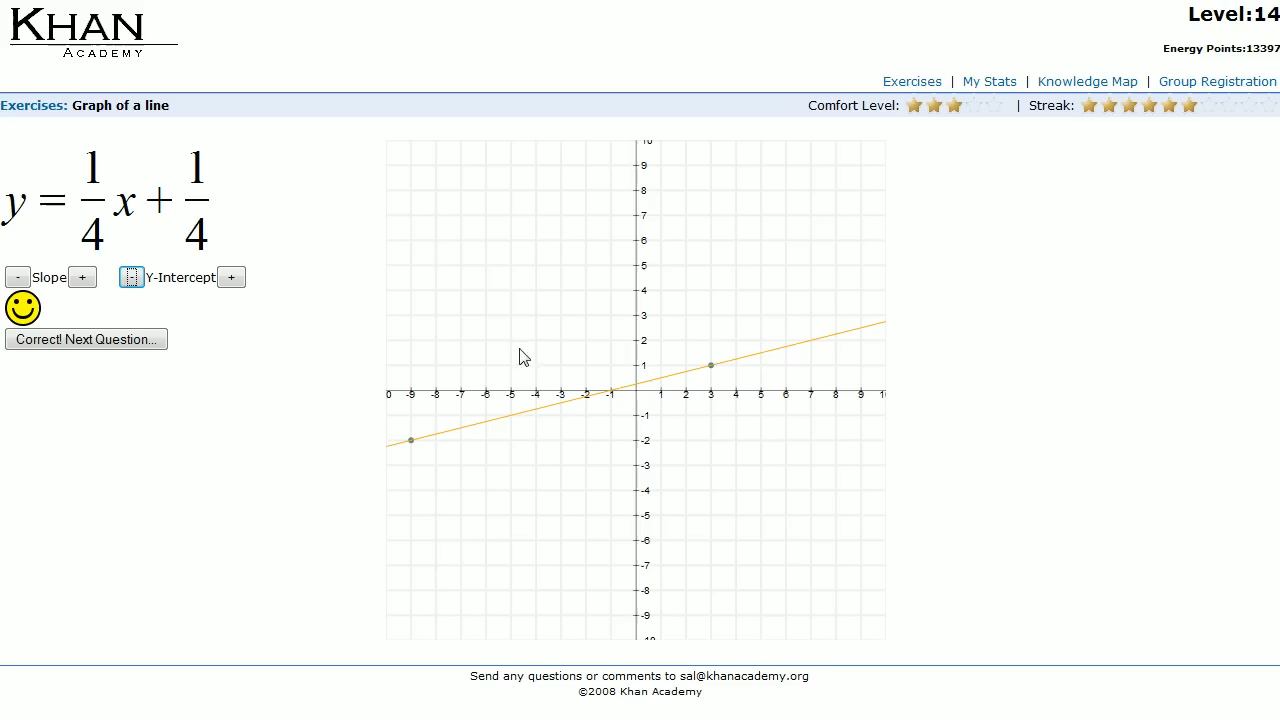 KHAN
ACADEMY
Level:14
Energy Points:13397
Exercises | My Stats | Knowledge Map | Group Registration
Exercises: Graph of a line
Comfort Level: | Streak:
y = 1/4 x + 1/4
- Slope + - Y-Intercept +
Correct! Next Question...
10
9
8
7
6
5
4
3
2
1
0 -9 -8 -7 -6 -5 -4 -3 -2 -1 1 2 3 4 5 6 7 8 9 10
-1
-2
-3
-4
-5
-6
-7
-8
-9
-10
Send any questions or comments to sal@khanacademy.org
©2008 Khan Academy